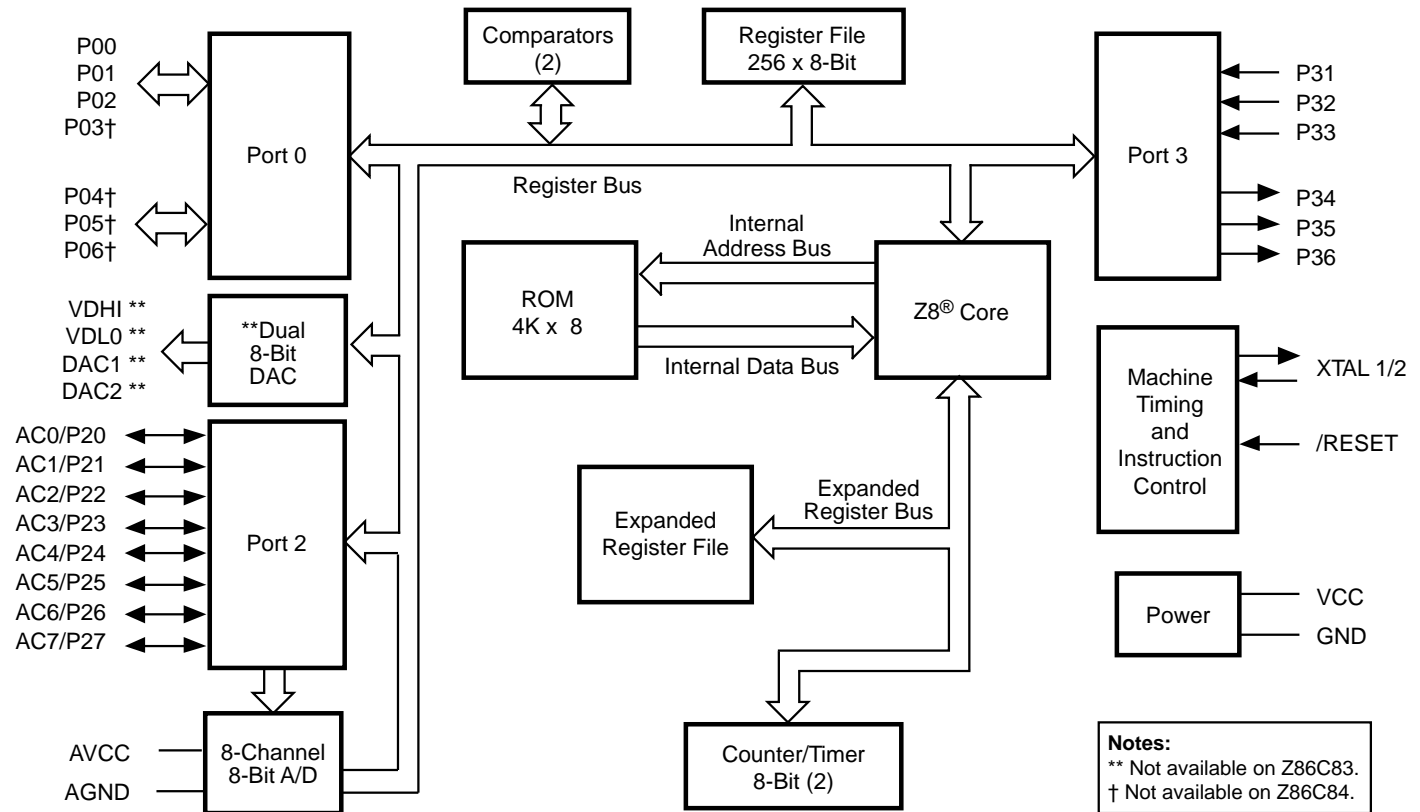 P00
P01
P02
P03†
P04†
P05†
P06†
Port 0
Comparators
(2)
Register File
256 x 8-Bit
Port 3
P31
P32
P33
P34
P35
P36
Register Bus
Internal
Address Bus
ROM
4K x 8
Internal Data Bus
Z8® Core
VDHI **
VDL0 **
DAC1 **
DAC2 **
**Dual
8-Bit
DAC
Machine
Timing
and
Instruction
Control
XTAL 1/2
/RESET
AC0/P20
AC1/P21
AC2/P22
AC3/P23
AC4/P24
AC5/P25
AC6/P26
AC7/P27
Port 2
Expanded
Register File
Expanded
Register Bus
Power
VCC
GND
AVCC
AGND
8-Channel
8-Bit A/D
Counter/Timer
8-Bit (2)
Notes:
** Not available on Z86C83.
† Not available on Z86C84.